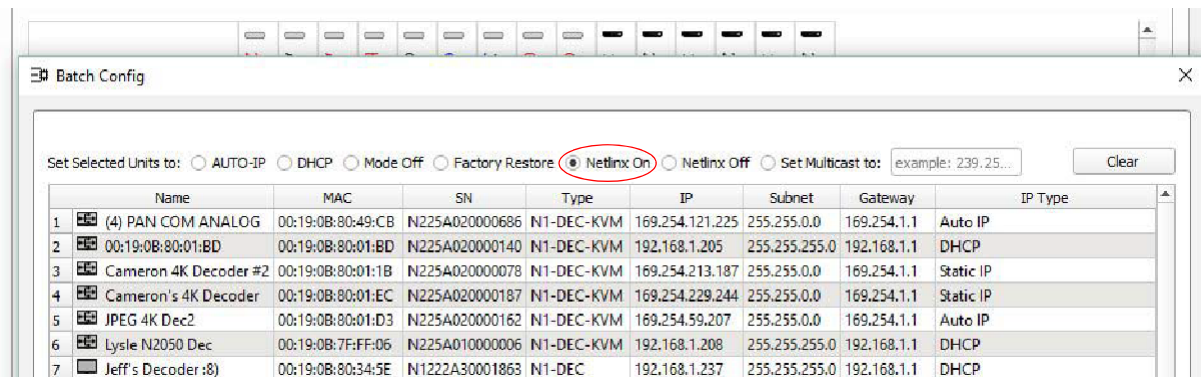 Batch Config
Set Selected Units to: AUTO-IP DHCP Mode Off Factory Restore Netlinx On Netlinx Off Set Multicast to: example: 239.25... Clear
Name MAC SN Type IP Subnet Gateway IP Type
1 (4) PAN COM ANALOG 00:19:0B:80:49:CB N225A020000686 N1-DEC-KVM 169.254.121.225 255.255.0.0 169.254.1.1 Auto IP
2 00:19:0B:80:01:BD 00:19:0B:80:01:BD N225A020000140 N1-DEC-KVM 192.168.1.205 255.255.255.0 192.168.1.1 DHCP
3 Cameron 4K Decoder #2 00:19:0B:80:01:1B N225A020000078 N1-DEC-KVM 169.254.213.187 255.255.0.0 169.254.1.1 Static IP
4 Cameron's 4K Decoder 00:19:0B:80:01:EC N225A020000187 N1-DEC-KVM 169.254.229.244 255.255.0.0 169.254.1.1 Static IP
5 JPEG 4K Dec2 00:19:0B:80:01:D3 N225A020000162 N1-DEC-KVM 169.254.59.207 255.255.0.0 169.254.1.1 Auto IP
6 Lysle N2050 Dec 00:19:0B:7F:FF:06 N225A010000006 N1-DEC-KVM 192.168.1.208 255.255.255.0 192.168.1.1 DHCP
7 Jeff's Decoder :8) 00:19:0B:80:34:5E N1222A30001863 N1-DEC 192.168.1.237 255.255.255.0 192.168.1.1 DHCP